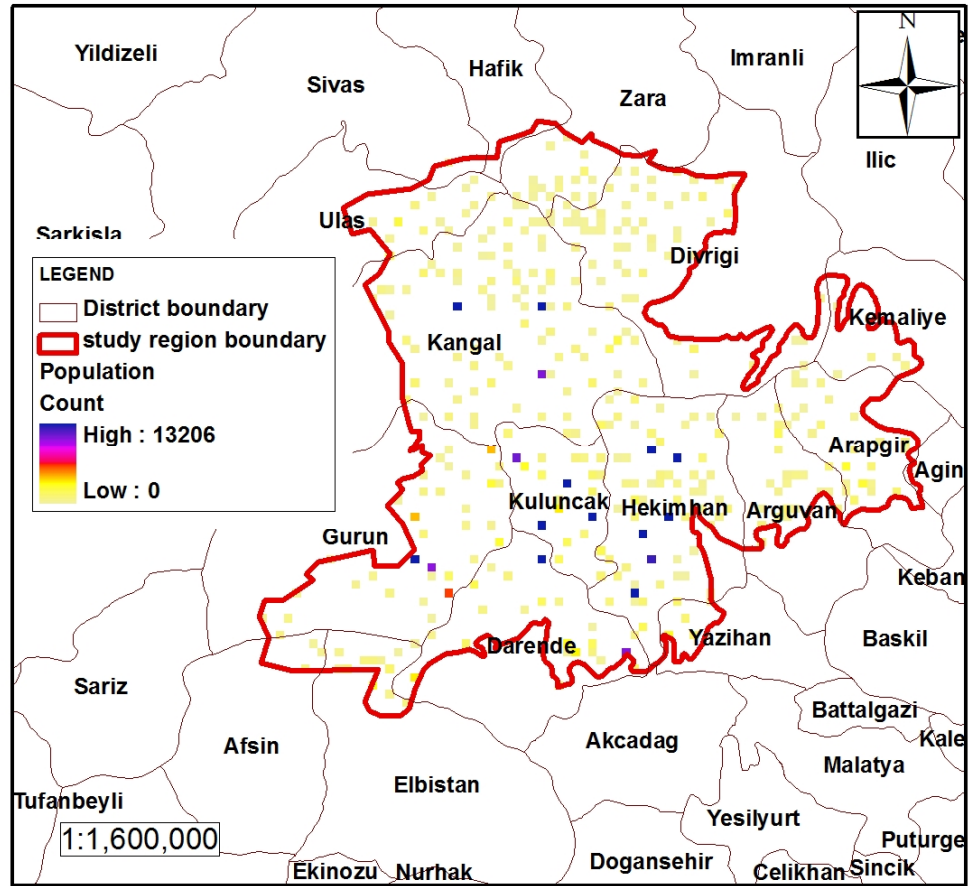 N
Yildizeli
Imranli
Hafik
Sivas
Zara
Ilic
Ulas
Sarkisla
Divrigi
LEGEND
District boundary
study region boundary
Population
Count
High : 13206
Low : 0
Kemaliye
Kangal
Arapgir
Agin
Kuluncak
Hekimhan
Arguvan
Gurun
Keban
Darende
Yazihan
Baskil
Sariz
Battalgazi
Afsin
Akcadag
Kale
Malatya
Elbistan
Tufanbeyli
Yesilyurt
1:1,600,000
Puturge
Dogansehir
Ekinozu
Nurhak
Celikhan
Sincik